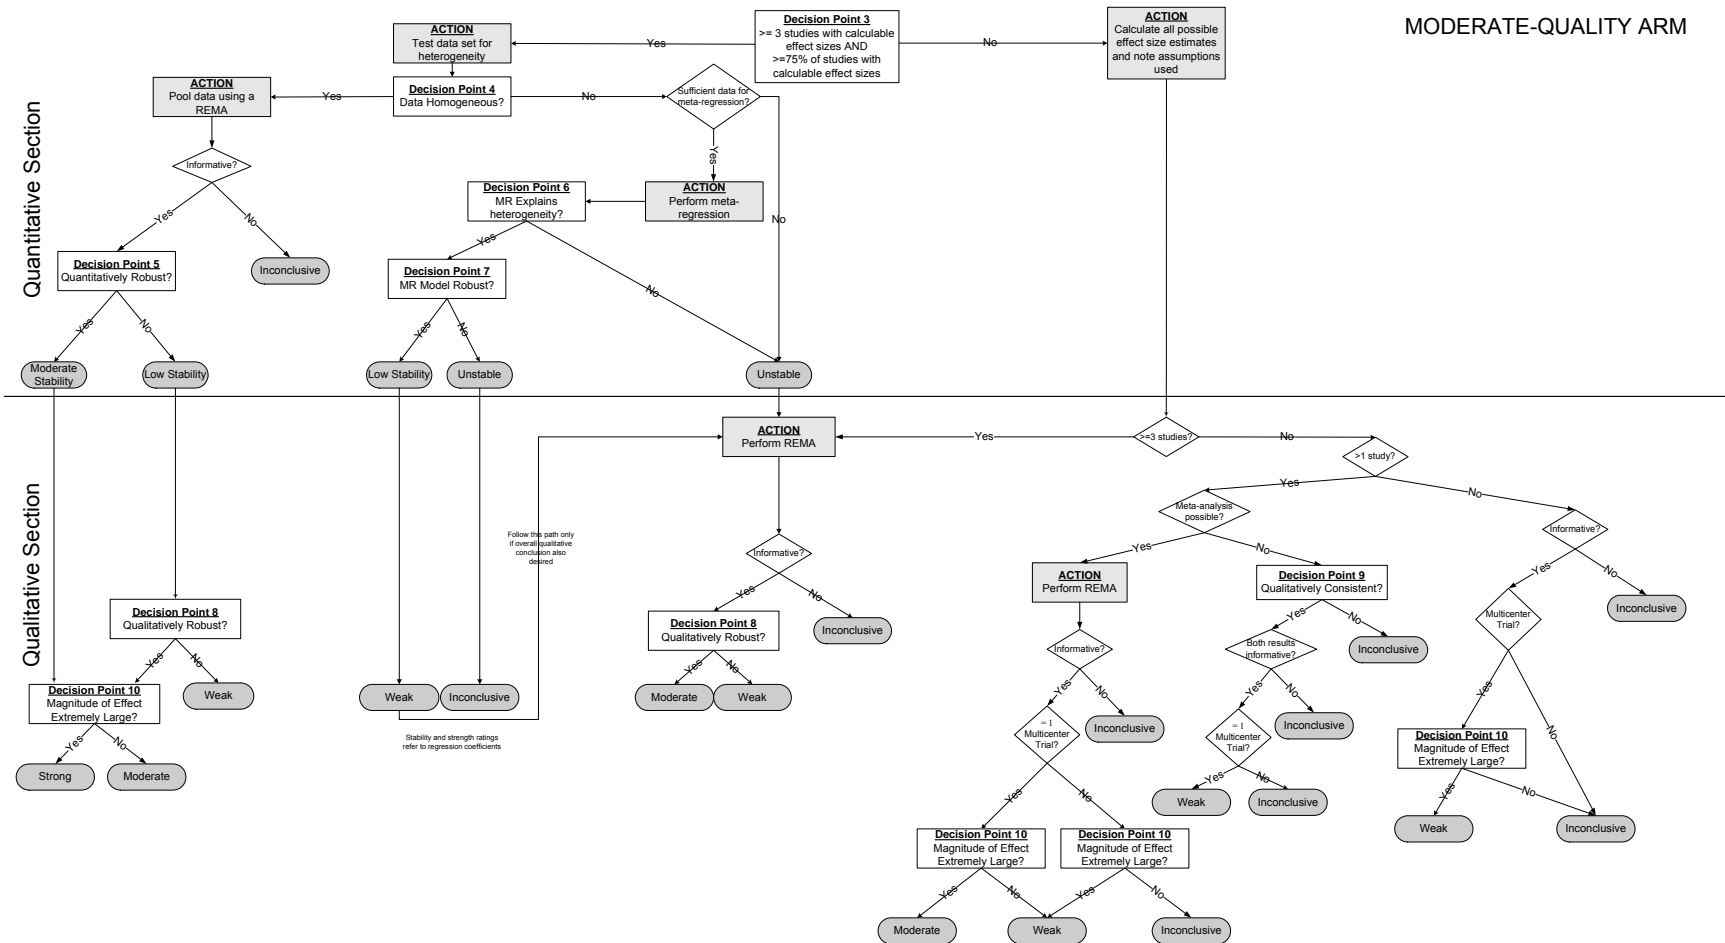 MODERATE-QUALITY ARM
Quantitative Section
Qualitative Section
Decision Point 3
>= 3 studies with calculable
effect sizes AND
>=75% of studies with
calculable effect sizes
Yes
No
ACTION
Test data set for
heterogeneity
ACTION
Calculate all possible
effect size estimates
and note assumptions
used
Decision Point 4
Data Homogeneous?
Yes
No
ACTION
Pool data using a
REMA
Sufficient data for
meta-regression?
Yes
No
Informative?
Yes
No
ACTION
Perform meta-
regression
Decision Point 6
MR Explains
heterogeneity?
Yes
No
Inconclusive
Decision Point 5
Quantitatively Robust?
Yes
No
Decision Point 7
MR Model Robust?
Yes
No
Moderate
Stability
Low Stability
Low Stability
Unstable
Unstable
ACTION
Perform REMA
>=3 studies?
Yes
No
>1 study?
Yes
No
Meta-analysis
possible?
Yes
No
Informative?
Yes
No
Follow this path only
if overall qualitative
conclusion also
desired
Informative?
Yes
No
ACTION
Perform REMA
Decision Point 9
Qualitatively Consistent?
Yes
No
Inconclusive
Decision Point 8
Qualitatively Robust?
Yes
No
Decision Point 8
Qualitatively Robust?
Inconclusive
Multicenter
Trial?
Yes
No
Informative?
Yes
No
Both results
informative?
Yes
No
Inconclusive
Decision Point 10
Magnitude of Effect
Extremely Large?
Yes
No
Weak
Weak
Inconclusive
Yes
No
Moderate
Weak
Inconclusive
Inconclusive
= 1
Multicenter
Trial?
Yes
No
= 1
Multicenter
Trial?
Yes
No
Stability and strength ratings
refer to regression coefficients
Decision Point 10
Magnitude of Effect
Extremely Large?
Yes
No
Strong
Moderate
Weak
Inconclusive
Weak
Inconclusive
Decision Point 10
Magnitude of Effect
Extremely Large?
Yes
No
Decision Point 10
Magnitude of Effect
Extremely Large?
Yes
No
Moderate
Weak
Inconclusive